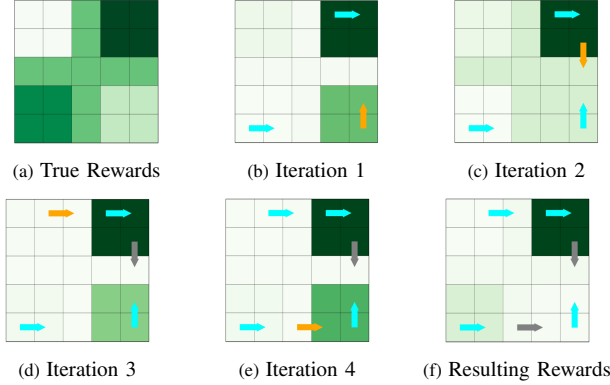 (a) True Rewards
(b) Iteration 1
(c) Iteration 2
(d) Iteration 3
(e) Iteration 4
(f) Resulting Rewards